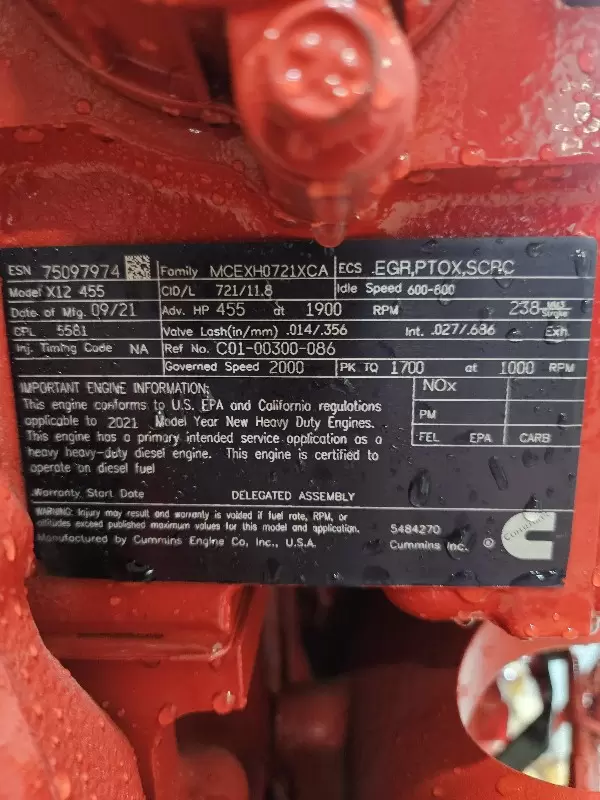 ESN 75097974 Family MCEXH0721XCA ECS .EGR,PTOX,SCRC
Model X12 455 CID/L 721/11.8 Idle Speed 600-800
Date of Mfg. 09/21 Adv. HP 455 at 1900 RPM 238 MM3 Stroke
CPL 5581 Valve Lash(in/mm) .014/.356 Int. .027/.686 Exh.
Inj. Timing Code NA Ref No. C01-00300-086
Governed Speed 2000 PK TQ 1700 at 1000 RPM
IMPORTANT ENGINE INFORMATION:
This engine conforms to U.S. EPA and California regulations
applicable to 2021 Model Year New Heavy Duty Engines.
This engine has a primary intended service application as a
heavy heavy-duty diesel engine. This engine is certified to
operate on diesel fuel
NOx
PM
FEL EPA CARB
Warranty Start Date DELEGATED ASSEMBLY
WARNING: Injury may result and warranty is voided if fuel rate, RPM, or
altitudes exceed published maximum values for this model and application.
Manufactured by Cummins Engine Co, Inc., U.S.A.
5484270
Cummins Inc. ®
Cummins